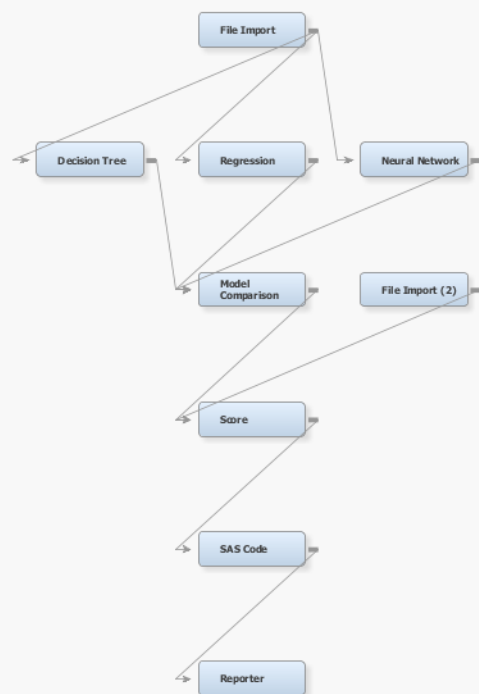 File Import
Decision Tree
Regression
Neural Network
Model
Comparison
File Import (2)
Score
SAS Code
Reporter